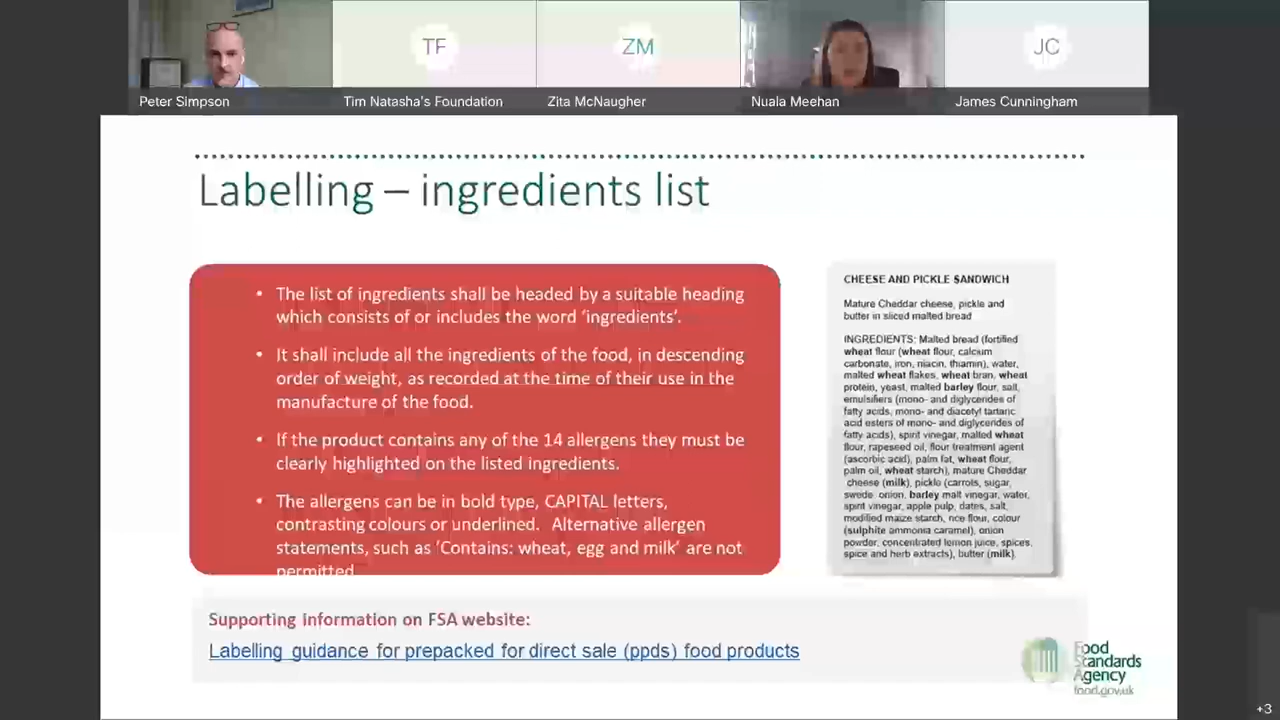 TF
ZM
JC
Peter Simpson
Tim Natasha's Foundation
Zita McNaugher
Nuala Meehan
James Cunningham
Labelling – ingredients list
• The list of ingredients shall be headed by a suitable heading
which consists of or includes the word 'ingredients'.
• It shall include all the ingredients of the food, in descending
order of weight, as recorded at the time of their use in the
manufacture of the food.
• If the product contains any of the 14 allergens they must be
clearly highlighted on the listed ingredients.
• The allergens can be in bold type, CAPITAL letters,
contrasting colours or underlined. Alternative allergen
statements, such as 'Contains: wheat, egg and milk' are not
permitted
CHEESE AND PICKLE SANDWICH
Mature Cheddar cheese, pickle and
butter in sliced malted bread
INGREDIENTS: Malted bread (fortified
wheat flour (wheat flour, calcium
carbonate, iron, niacin, thiamin), water,
malted wheat flakes, wheat bran, wheat
protein, yeast, malted barley flour, salt,
emulsifiers (mono- and diglycerides of
fatty acids, mono- and diacetyl tartaric
acid esters of mono- and diglycerides of
fatty acids), spirit vinegar, malted wheat
flour, rapeseed oil, flour treatment agent
(ascorbic acid), palm fat, wheat flour,
palm oil, wheat starch), mature Cheddar
cheese (milk), pickle (carrots, sugar,
swede, onion, barley malt vinegar, water,
spirit vinegar, apple pulp, dates, salt,
modified maize starch, rice flour, colour
(sulphite ammonia caramel), onion
powder, concentrated lemon juice, spices,
spice and herb extracts), butter (milk).
Supporting information on FSA website:
Labelling guidance for prepacked for direct sale (ppds) food products
Food
Standards
Agency
food.gov.uk
+3